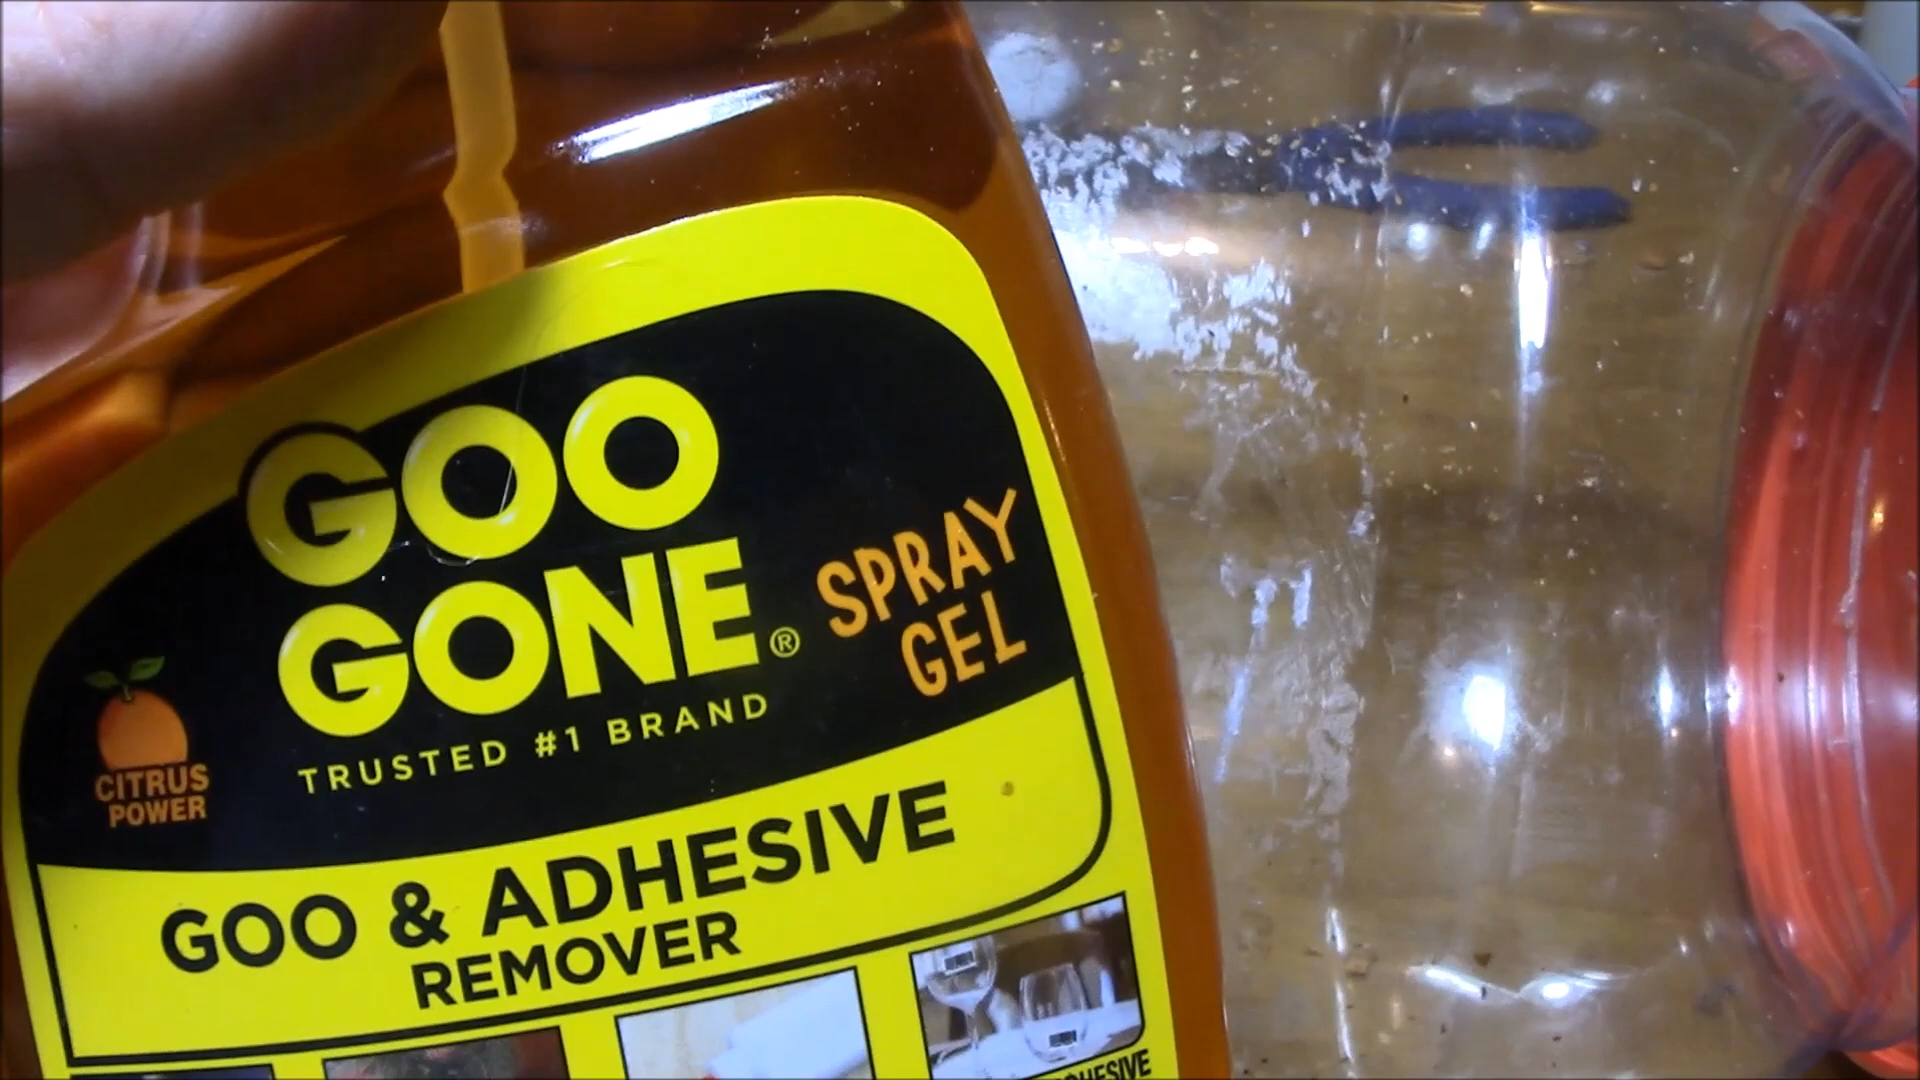 GOO
GONE®
SPRAY
GEL
TRUSTED #1 BRAND
CITRUS
POWER
GOO & ADHESIVE
REMOVER